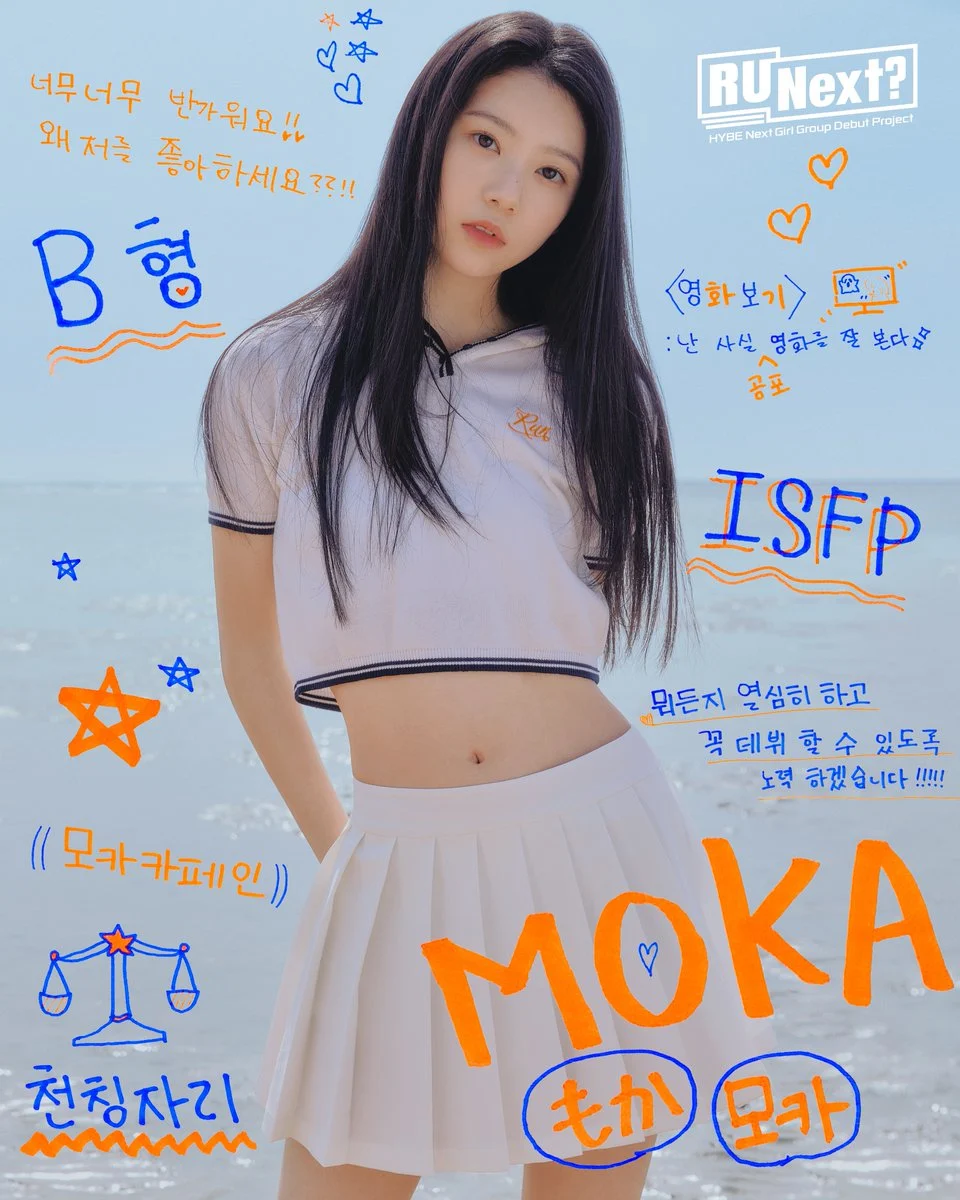 너무너무 반가워요!!
왜 저를 좋아하세요??!!
RU Next?
HYBE Next Girl Group Debut Project
B형
<영화보기>
: 난 사실 영화를 잘 본다
공포
Run
ISFP
뭐든지 열심히 하고
꼭 데뷔 할 수 있도록
노력 하겠습니다!!!!!
((모카카페인))
MOKA
천칭자리
もか
모카